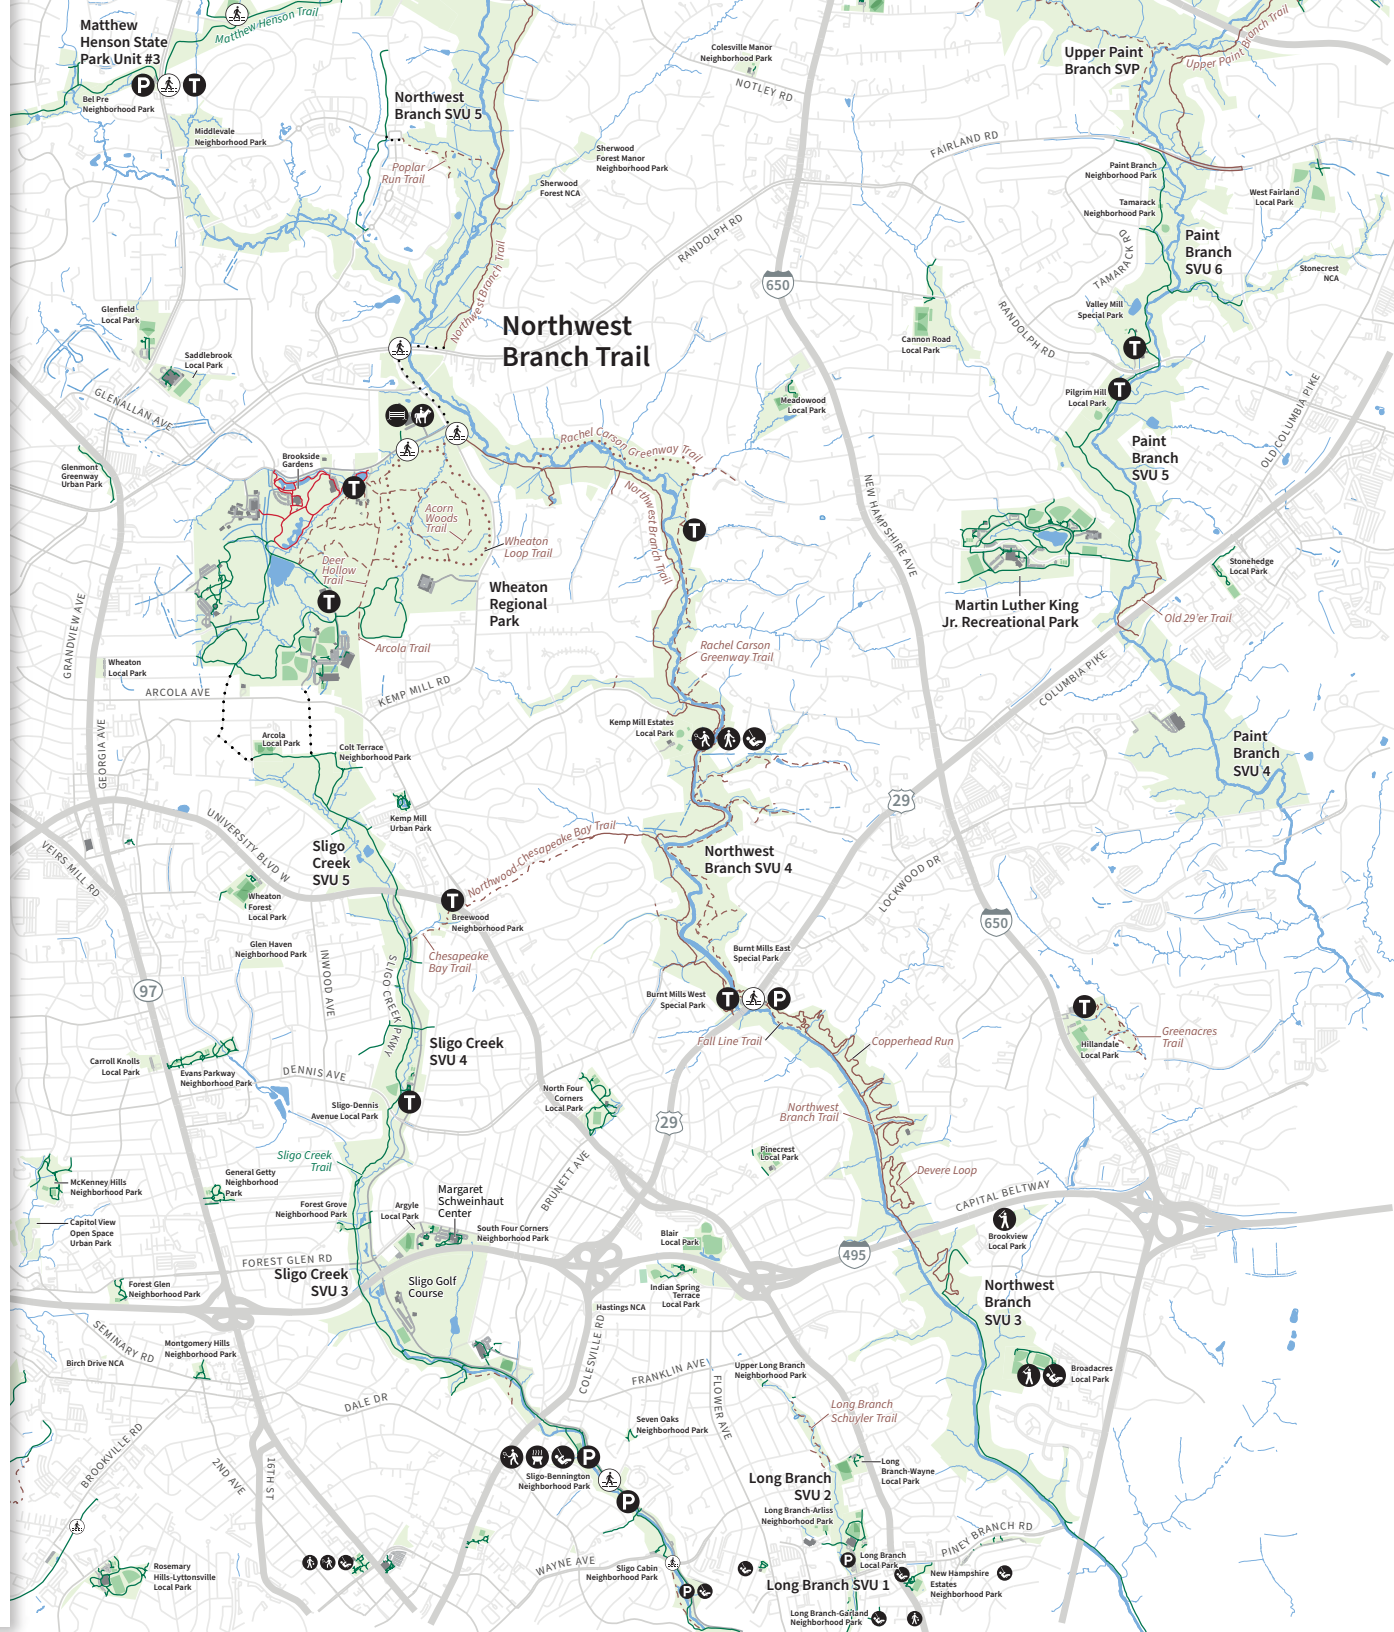 Matthew
Henson State
Park Unit #3
Matthew Henson Trail
P
T
Bel Pre
Neighborhood Park
Middlevale
Neighborhood Park
Northwest
Branch SVU 5
Poplar
Run Trail
Colesville Manor
Neighborhood Park
NOTLEY RD
Sherwood
Forest Manor
Neighborhood Park
Sherwood
Forest NCA
RANDOLPH RD
650
Northwest Branch Trail
Northwest
Branch Trail
Upper Paint
Branch SVP
Upper Paint Branch Trail
FAIRLAND RD
Paint Branch
Neighborhood Park
West Fairland
Local Park
Tamarack
Neighborhood Park
TAMARACK RD
Paint
Branch
SVU 6
Stonecrest
NCA
Valley Mill
Special Park
T
RANDOLPH RD
Cannon Road
Local Park
Pilgrim Hill
Local Park
T
OLD COLUMBIA PIKE
Paint
Branch
SVU 5
Glenfield
Local Park
Saddlebrook
Local Park
GLENALLAN AVE
Glenmont
Greenway
Urban Park
Brookside
Gardens
T
Meadowood
Local Park
Rachel Carson
Greenway Trail
Northwest Branch Trail
T
NEW HAMPSHIRE AVE
Acorn
Woods
Trail
Wheaton
Loop Trail
Deer
Hollow
Trail
T
Wheaton
Regional
Park
Arcola Trail
Martin Luther King
Jr. Recreational Park
Stonehedge
Local Park
Old 29'er Trail
COLUMBIA PIKE
GRANDVIEW AVE
Wheaton
Local Park
ARCOLA AVE
KEMP MILL RD
Rachel Carson
Greenway Trail
Kemp Mill Estates
Local Park
GEORGIA AVE
Arcola
Local Park
Colt Terrace
Neighborhood Park
Paint
Branch
SVU 4
29
Kemp Mill
Urban Park
UNIVERSITY BLVD W
VEIRS MILL RD
Sligo
Creek
SVU 5
Northwood-Chesapeake Bay Trail
Northwest
Branch SVU 4
LOCKWOOD DR
650
Wheaton
Forest
Local Park
T
Breewood
Neighborhood Park
Glen Haven
Neighborhood Park
INWOOD AVE
SLIGO CREEK PKWY
Chesapeake
Bay Trail
Burnt Mills East
Special Park
97
Burnt Mills West
Special Park
T
P
Fall Line Trail
Copperhead Run
T
Hillandale
Local Park
Greenacres
Trail
Sligo Creek
SVU 4
Carroll Knolls
Local Park
Evans Parkway
Neighborhood Park
DENNIS AVE
Sligo-Dennis
Avenue Local Park
T
North Four
Corners
Local Park
29
Northwest
Branch Trail
Sligo Creek
Trail
Pinecrest
Local Park
Devere Loop
McKenney Hills
Neighborhood Park
General Getty
Neighborhood
Park
BRUNETT AVE
Forest Grove
Neighborhood Park
Argyle
Local Park
Margaret
Schweinhaut
Center
South Four Corners
Neighborhood Park
CAPITAL BELTWAY
Capitol View
Open Space
Urban Park
Blair
Local Park
495
Brookview
Local Park
FOREST GLEN RD
Sligo Creek
SVU 3
Sligo Golf
Course
Forest Glen
Neighborhood Park
Indian Spring
Terrace
Local Park
Hastings NCA
Northwest
Branch
SVU 3
SEMINARY RD
Montgomery Hills
Neighborhood Park
Birch Drive NCA
COLESVILLE RD
FRANKLIN AVE
Upper Long Branch
Neighborhood Park
Broadacres
Local Park
DALE DR
FLOWER AVE
Long Branch
Schuyler Trail
Seven Oaks
Neighborhood Park
BROOKVILLE RD
2ND AVE
16TH ST
P
Sligo-Bennington
Neighborhood Park
P
Long
Branch-Wayne
Local Park
Long Branch
SVU 2
Long Branch-Arliss
Neighborhood Park
PINEY BRANCH RD
WAYNE AVE
Sligo Cabin
Neighborhood Park
P
P
Long Branch
Local Park
Long Branch SVU 1
New Hampshire
Estates
Neighborhood Park
Rosemary
Hills-Lyttonsville
Local Park
Long Branch-Garland
Neighborhood Park